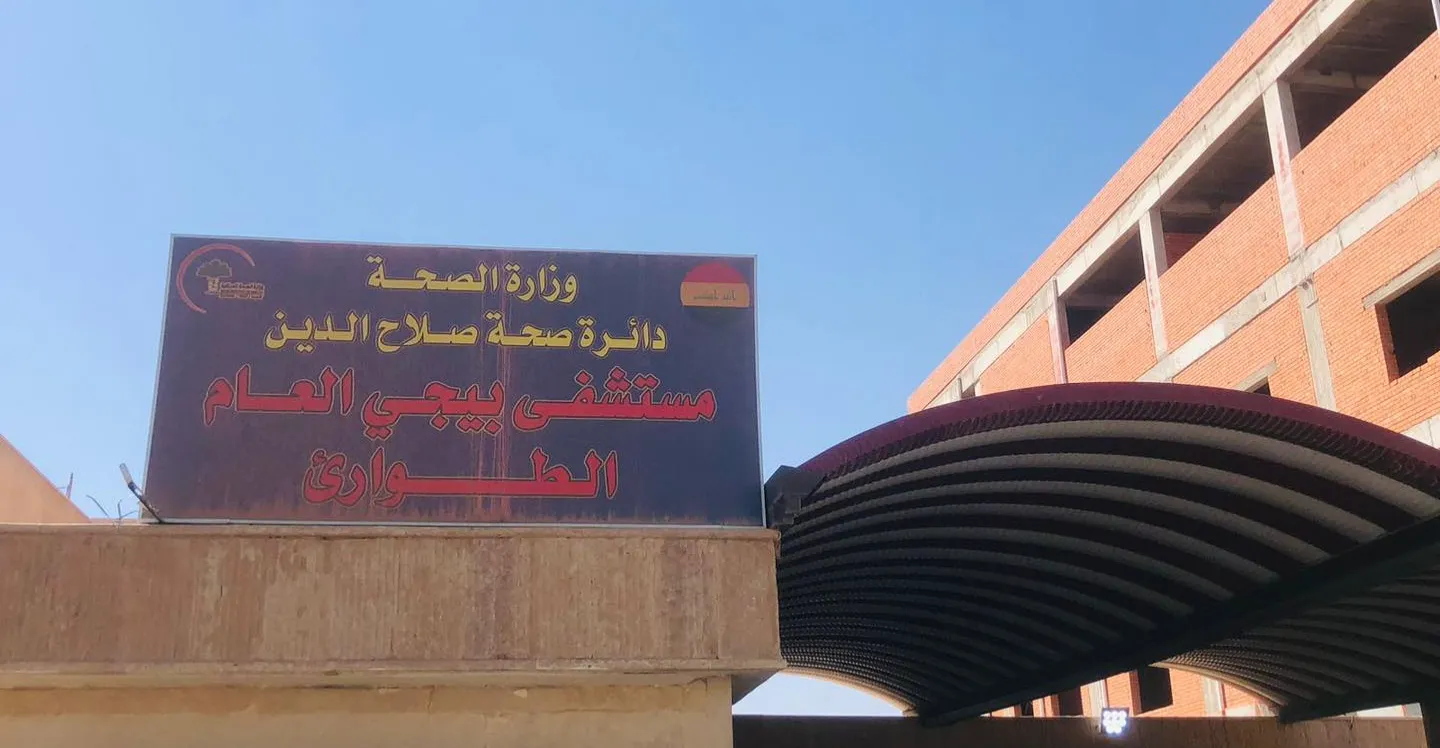 وزارة الصحة
دائرة صحة صلاح الدين
مستشفى بيجي العام
الطوارئ